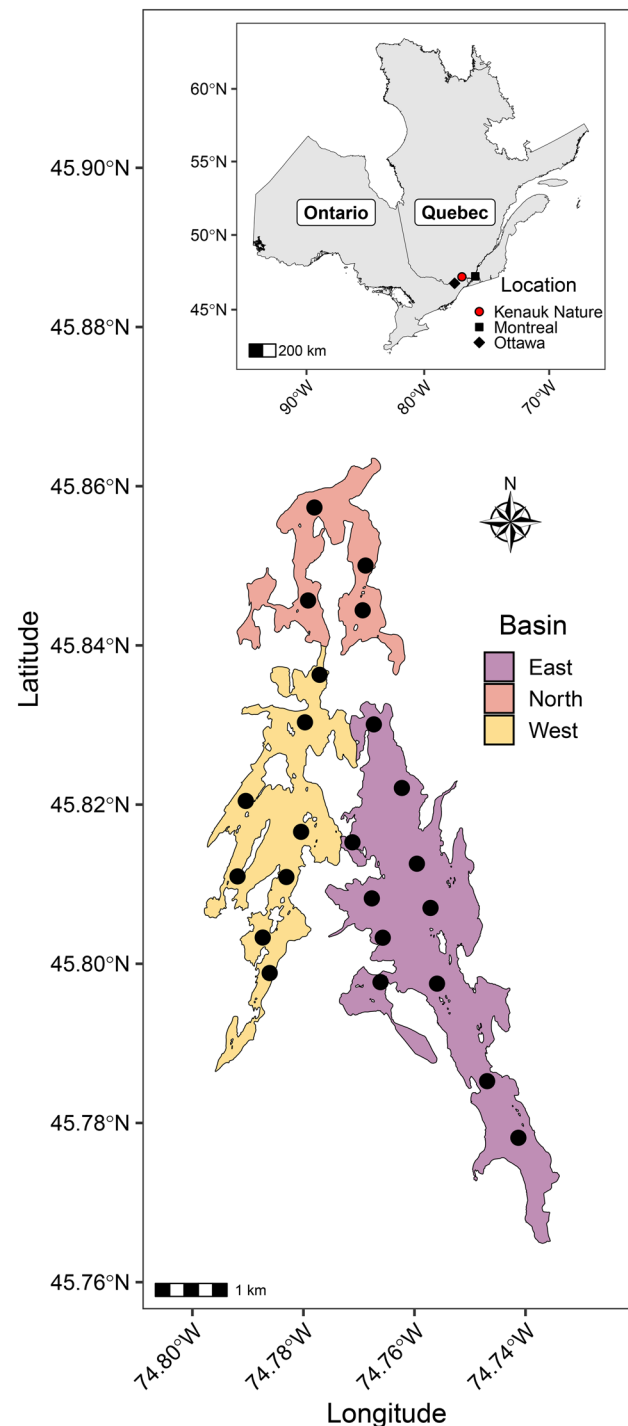 60°N
55°N
50°N
45°N
Ontario
Quebec
Location
Kenauk Nature
Montreal
Ottawa
200 km
90°W
80°W
70°W
45.90°N
45.88°N
45.86°N
45.84°N
45.82°N
45.80°N
45.78°N
45.76°N
Latitude
N
Basin
East
North
West
1 km
74.80°W
74.78°W
74.76°W
74.74°W
Longitude